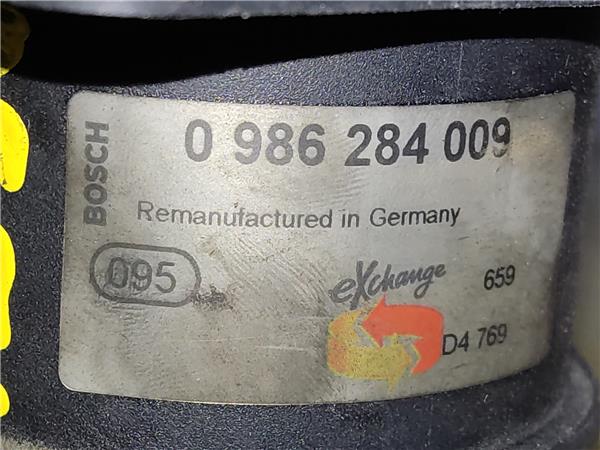 BOSCH
0 986 284 009
Remanufactured in Germany
095
eXchange 659
D4 769